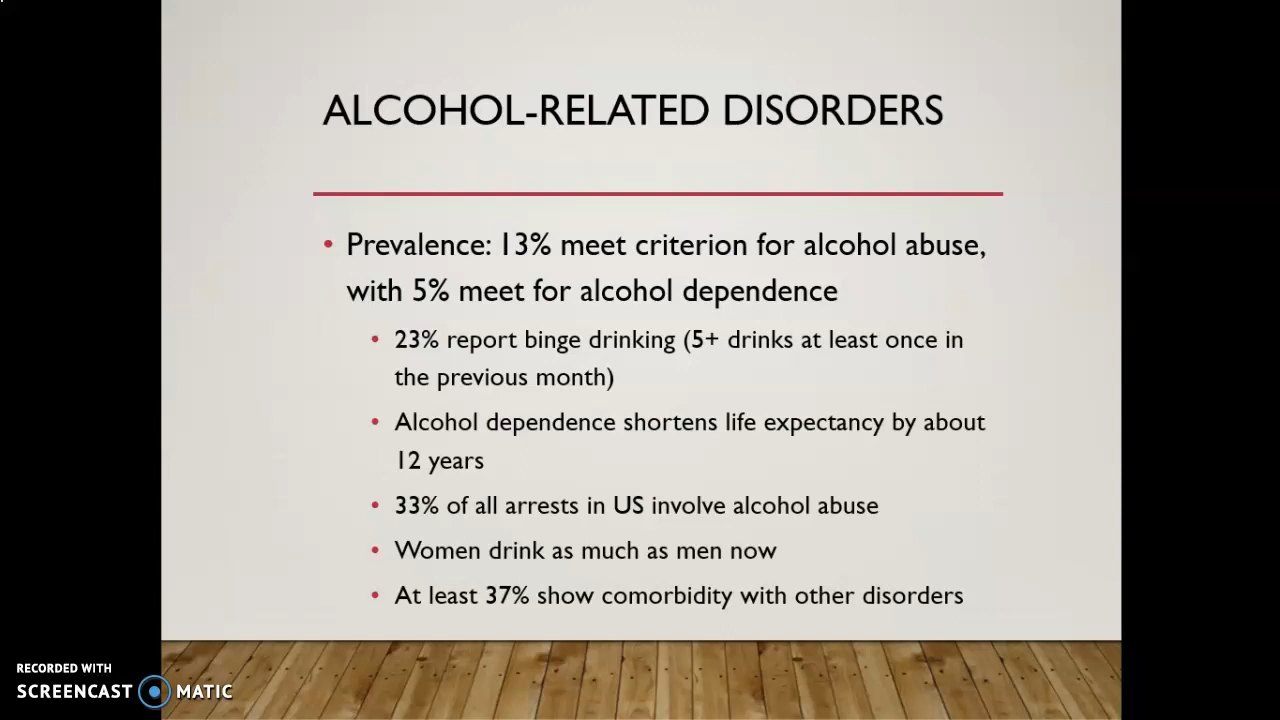 ALCOHOL-RELATED DISORDERS
• Prevalence: 13% meet criterion for alcohol abuse,
with 5% meet for alcohol dependence
• 23% report binge drinking (5+ drinks at least once in
the previous month)
• Alcohol dependence shortens life expectancy by about
12 years
• 33% of all arrests in US involve alcohol abuse
• Women drink as much as men now
• At least 37% show comorbidity with other disorders
RECORDED WITH
SCREENCAST MATIC